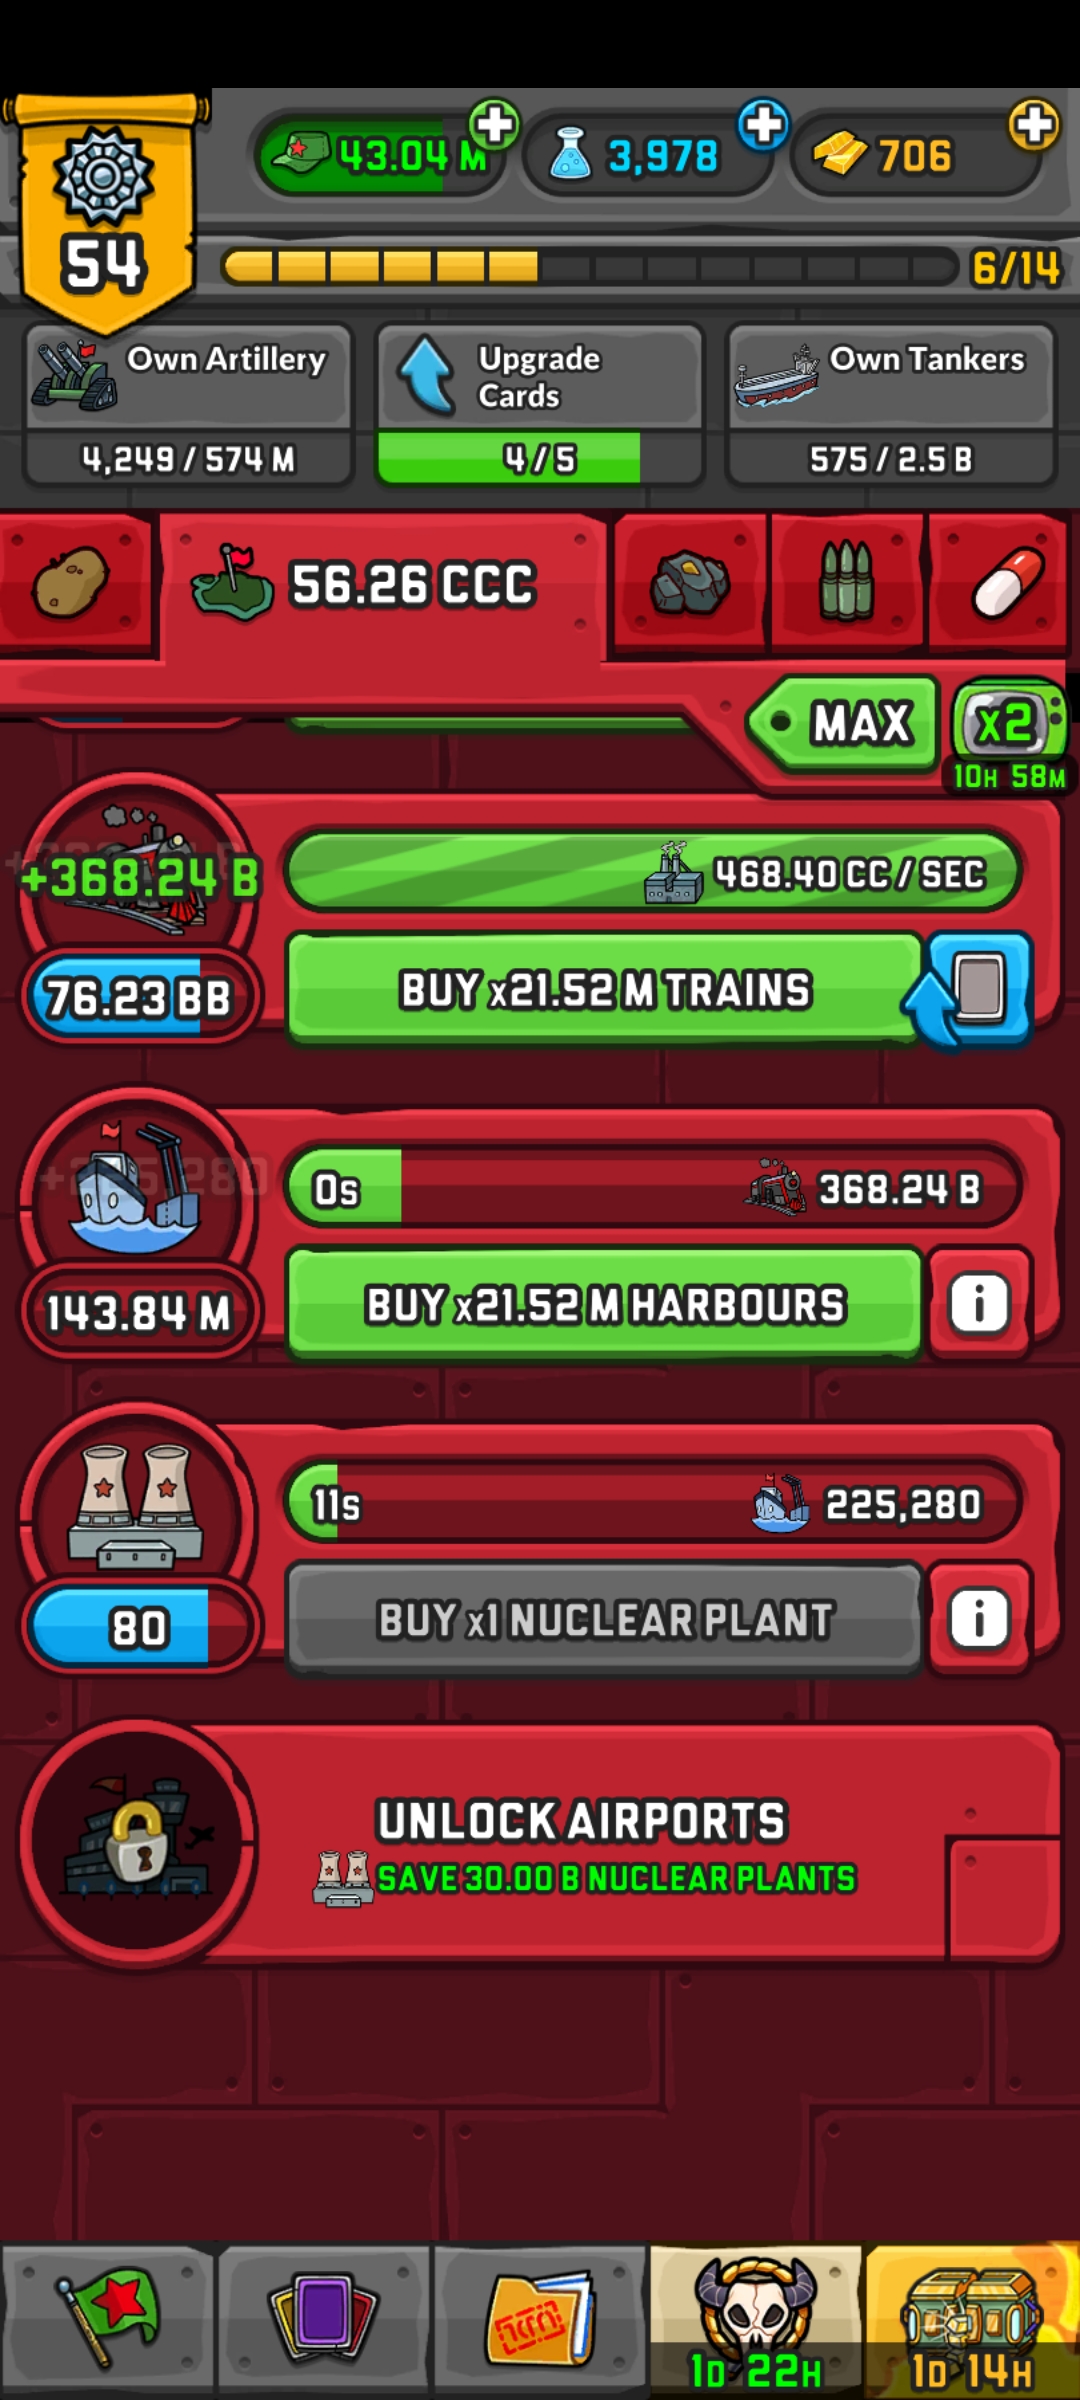 43.04 M
3,978
706
54
6/14
Own Artillery
4,249 / 574 M
Upgrade
Cards
4 / 5
Own Tankers
575 / 2.5 B
56.26 CCC
MAX
x2
10H 58M
+368.24 B
468.40 CC / SEC
76.23 BB
BUY x21.52 M TRAINS
0s
368.24 B
143.84 M
BUY x21.52 M HARBOURS
i
11s
225,280
80
BUY x1 NUCLEAR PLANT
i
UNLOCK AIRPORTS
SAVE 30.00 B NUCLEAR PLANTS
1D 22H
1D 14H